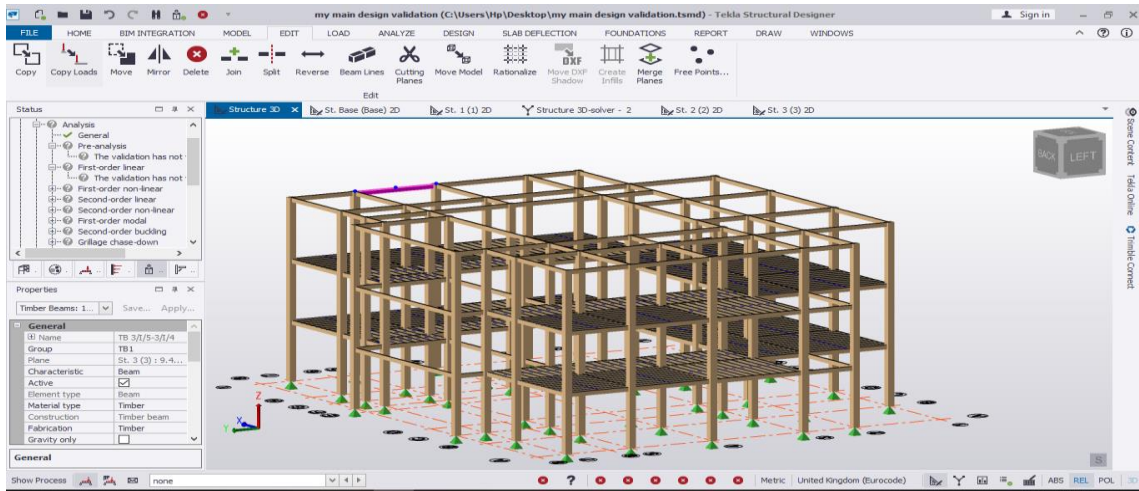 my main design validation (C:\Users\Hp\Desktop\my main design validation.tsmd) - Tekla Structural Designer
Sign in
FILE HOME BIM INTEGRATION MODEL EDIT LOAD ANALYZE DESIGN SLAB DEFLECTION FOUNDATIONS REPORT DRAW WINDOWS
Copy Copy Loads Move Mirror Delete Join Split Reverse Beam Lines Cutting Planes Move Model Rationalize Move DXF Shadow Create Infills Merge Planes Free Points...
Edit
Status
Structure 3D St. Base (Base) 2D St. 1 (1) 2D Structure 3D-solver - 2 St. 2 (2) 2D St. 3 (3) 2D
Analysis
General
Pre-analysis
The validation has not
First-order linear
The validation has not
First-order non-linear
Second-order linear
Second-order non-linear
First-order modal
Second-order buckling
Grillage chase-down
BACK LEFT
Scene Content
Tekla Online
Trimble Connect
Properties
Timber Beams: 1... Save... Apply...
General
Name TB 3/I/5-3/I/4
Group TB1
Plane St. 3 (3) : 9.4...
Characteristic Beam
Active
Element type Beam
Material type Timber
Construction Timber beam
Fabrication Timber
Gravity only
General
X Y Z
S
Show Process none Metric United Kingdom (Eurocode) ABS REL POL 3D